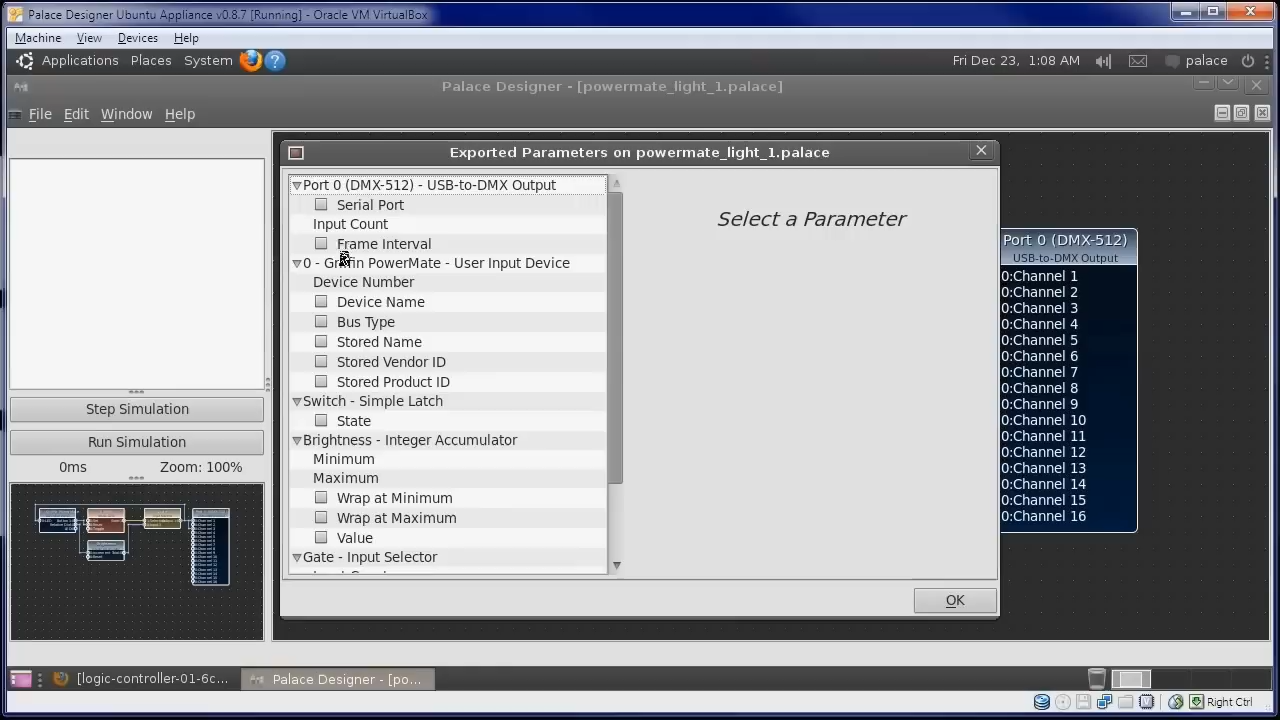 Palace Designer Ubuntu Appliance v0.8.7 [Running] - Oracle VM VirtualBox
Machine View Devices Help
Applications Places System Fri Dec 23, 1:08 AM palace
Palace Designer - [powermate_light_1.palace]
File Edit Window Help
Exported Parameters on powermate_light_1.palace
Port 0 (DMX-512) - USB-to-DMX Output
Serial Port
Input Count
Frame Interval
0 - Griffin PowerMate - User Input Device
Device Number
Device Name
Bus Type
Stored Name
Stored Vendor ID
Stored Product ID
Switch - Simple Latch
State
Brightness - Integer Accumulator
Minimum
Maximum
Wrap at Minimum
Wrap at Maximum
Value
Gate - Input Selector
Select a Parameter
OK
Port 0 (DMX-512)
USB-to-DMX Output
0:Channel 1
0:Channel 2
0:Channel 3
0:Channel 4
0:Channel 5
0:Channel 6
0:Channel 7
0:Channel 8
0:Channel 9
0:Channel 10
0:Channel 11
0:Channel 12
0:Channel 13
0:Channel 14
0:Channel 15
0:Channel 16
Step Simulation
Run Simulation
0ms Zoom: 100%
[logic-controller-01-6c... Palace Designer - [po...
Right Ctrl